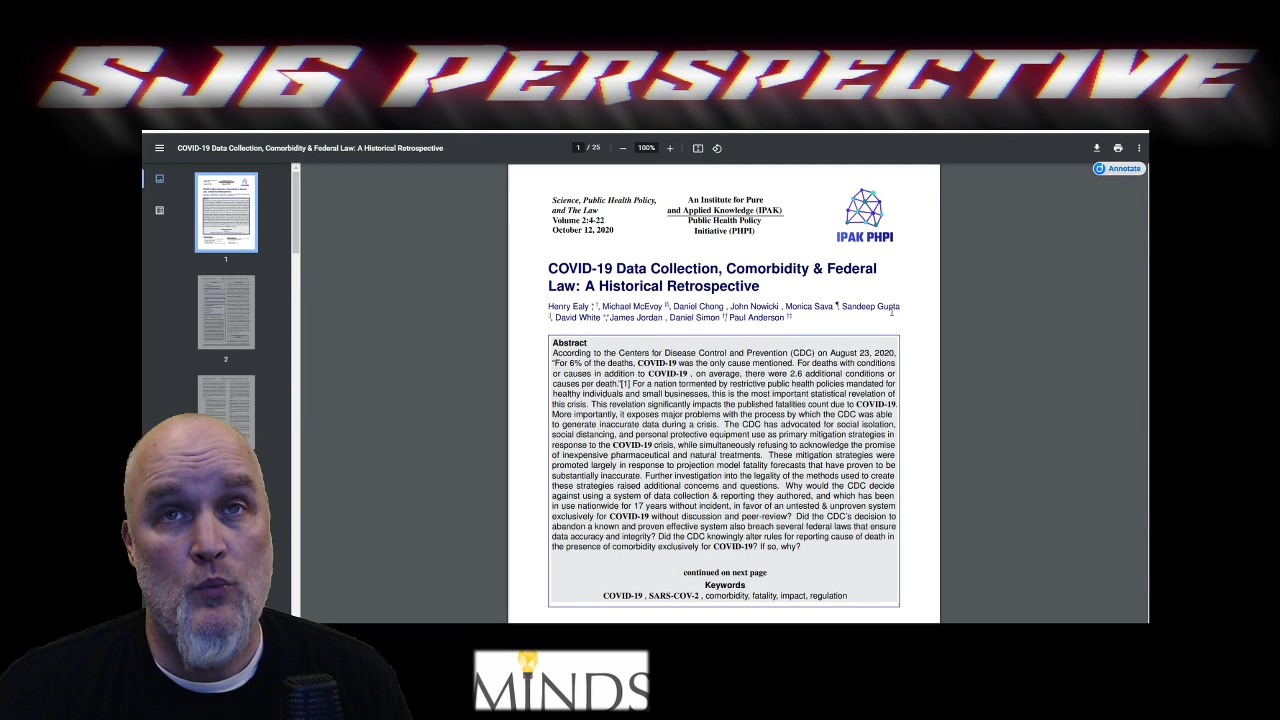 SJG PERSPECTIVE
COVID-19 Data Collection, Comorbidity & Federal Law: A Historical Retrospective
1 / 25
100%
Annotate
1
2
Science, Public Health Policy,
and The Law
Volume 2:4-22
October 12, 2020
An Institute for Pure
and Applied Knowledge (IPAK)
Public Health Policy
Initiative (PHPI)
IPAK PHPI
COVID-19 Data Collection, Comorbidity & Federal
Law: A Historical Retrospective
Henry Ealy , Michael McEvoy , Daniel Chong , John Nowicki , Monica Sava , Sandeep Gupta
, David White , James Jordan , Daniel Simon , Paul Anderson
Abstract
According to the Centers for Disease Control and Prevention (CDC) on August 23, 2020,
"For 6% of the deaths, COVID-19 was the only cause mentioned. For deaths with conditions
or causes in addition to COVID-19 , on average, there were 2.6 additional conditions or
causes per death."[1] For a nation tormented by restrictive public health policies mandated for
healthy individuals and small businesses, this is the most important statistical revelation of
this crisis. This revelation significantly impacts the published fatalities count due to COVID-19
More importantly, it exposes major problems with the process by which the CDC was able
to generate inaccurate data during a crisis. The CDC has advocated for social isolation,
social distancing, and personal protective equipment use as primary mitigation strategies in
response to the COVID-19 crisis, while simultaneously refusing to acknowledge the promise
of inexpensive pharmaceutical and natural treatments. These mitigation strategies were
promoted largely in response to projection model fatality forecasts that have proven to be
substantially inaccurate. Further investigation into the legality of the methods used to create
these strategies raised additional concerns and questions. Why would the CDC decide
against using a system of data collection & reporting they authored, and which has been
in use nationwide for 17 years without incident, in favor of an untested & unproven system
exclusively for COVID-19 without discussion and peer-review? Did the CDC's decision to
abandon a known and proven effective system also breach several federal laws that ensure
data accuracy and integrity? Did the CDC knowingly alter rules for reporting cause of death in
the presence of comorbidity exclusively for COVID-19? If so, why?
continued on next page
Keywords
COVID-19 , SARS-COV-2 , comorbidity, fatality, impact, regulation
MINDS